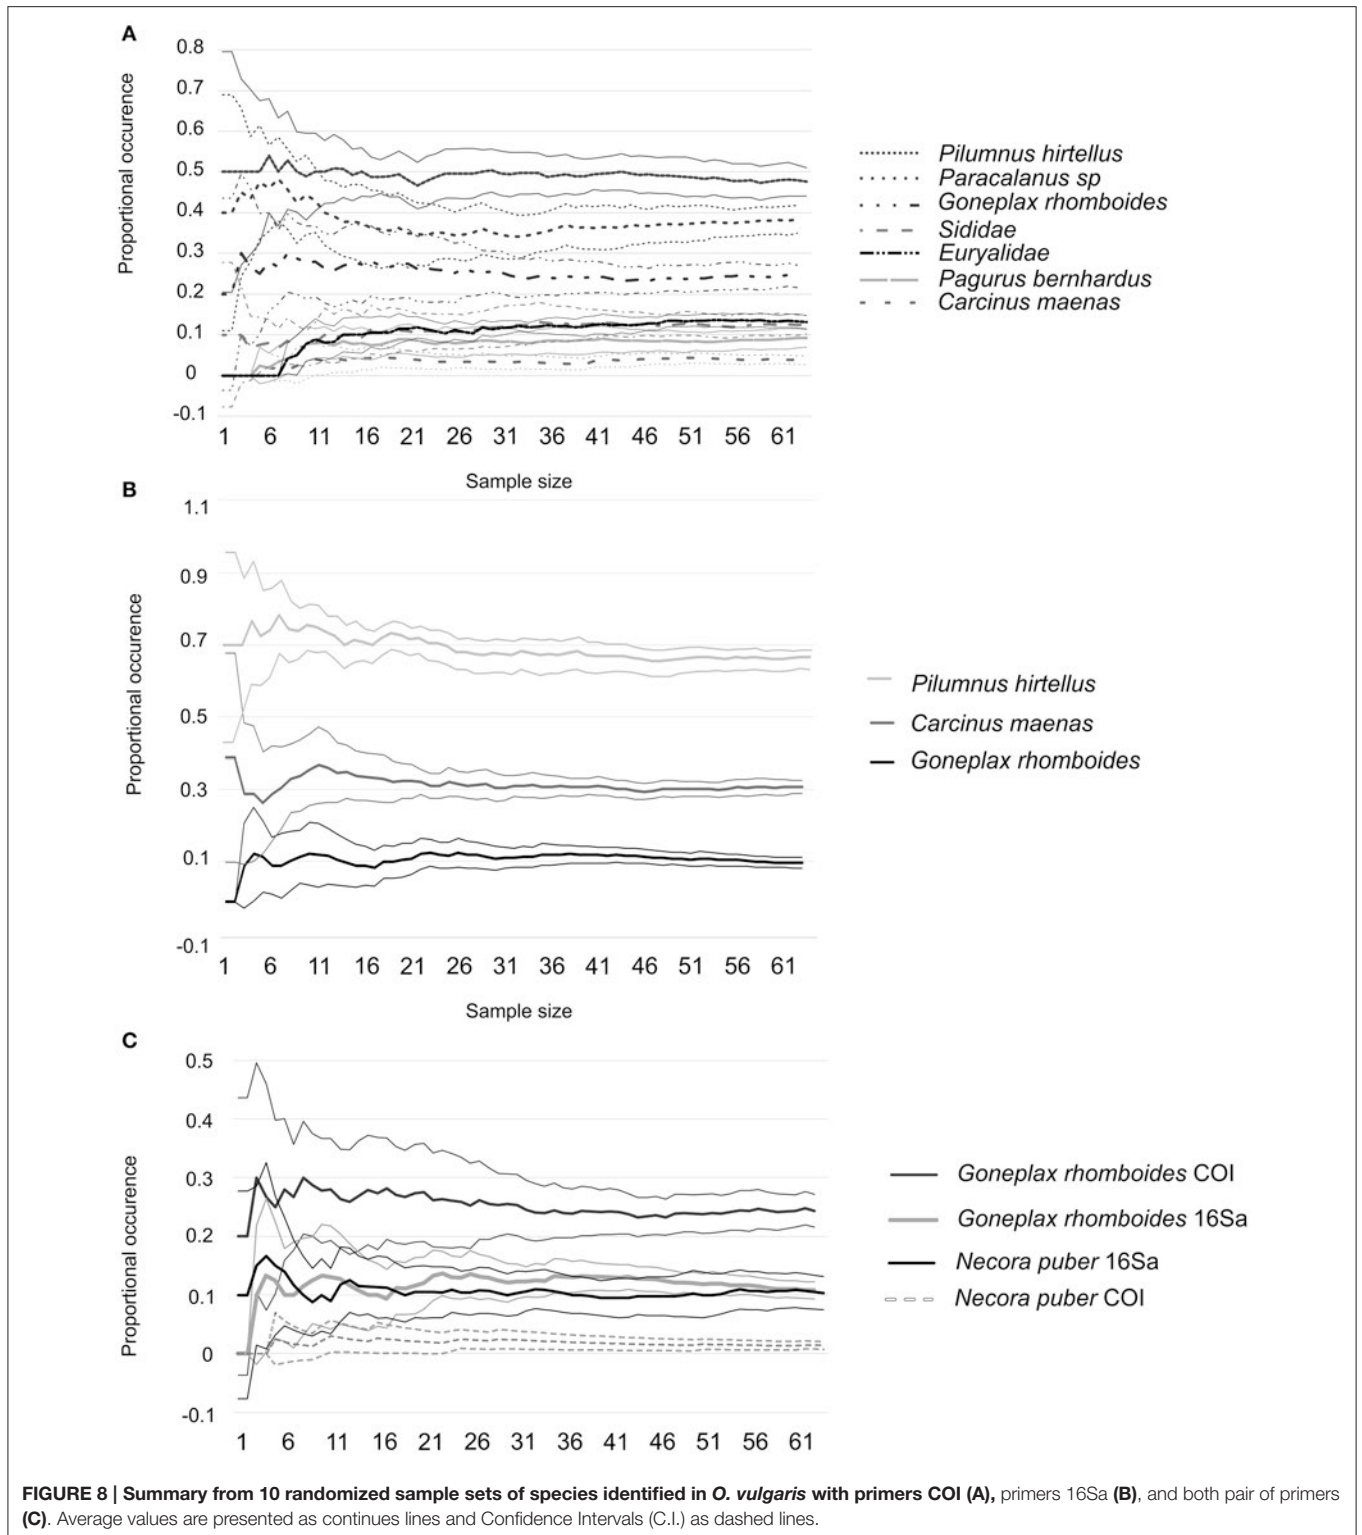 A
Proportional occurence
0.8
0.7
0.6
0.5
0.4
0.3
0.2
0.1
0
-0.1
1 6 11 16 21 26 31 36 41 46 51 56 61
Sample size
Pilumnus hirtellus
Paracalanus sp
Goneplax rhomboides
Sididae
Euryalidae
Pagurus bernhardus
Carcinus maenas
B
Proportional occurence
1.1
0.9
0.7
0.5
0.3
0.1
-0.1
1 6 11 16 21 26 31 36 41 46 51 56 61
Sample size
Pilumnus hirtellus
Carcinus maenas
Goneplax rhomboides
C
Proportional occurence
0.5
0.4
0.3
0.2
0.1
0
-0.1
1 6 11 16 21 26 31 36 41 46 51 56 61
Goneplax rhomboides COI
Goneplax rhomboides 16Sa
Necora puber 16Sa
Necora puber COI
FIGURE 8 | Summary from 10 randomized sample sets of species identified in O. vulgaris with primers COI (A), primers 16Sa (B), and both pair of primers
(C). Average values are presented as continues lines and Confidence Intervals (C.I.) as dashed lines.